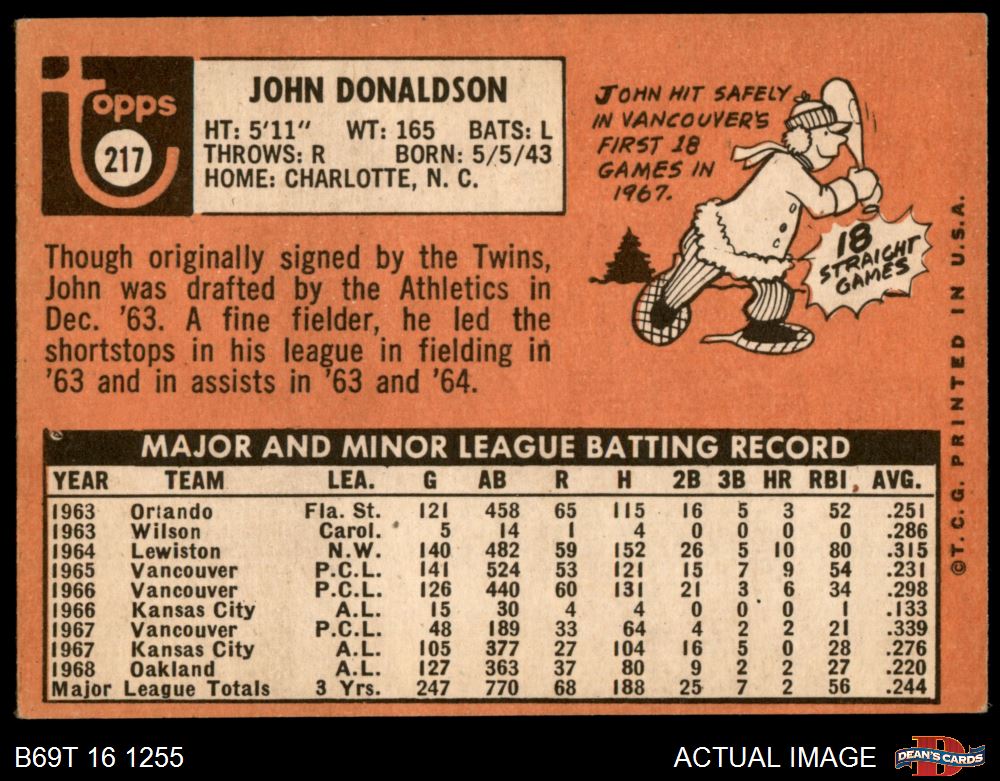 topps
217
JOHN DONALDSON
HT: 5'11" WT: 165 BATS: L
THROWS: R BORN: 5/5/43
HOME: CHARLOTTE, N. C.
JOHN HIT SAFELY
IN VANCOUVER'S
FIRST 18
GAMES IN
1967.
18
STRAIGHT
GAMES
Though originally signed by the Twins,
John was drafted by the Athletics in
Dec. '63. A fine fielder, he led the
shortstops in his league in fielding in
'63 and in assists in '63 and '64.
MAJOR AND MINOR LEAGUE BATTING RECORD
YEAR TEAM LEA. G AB R H 2B 3B HR RBI AVG.
1963 Orlando Fla. St. 121 458 65 115 16 5 3 52 .251
1963 Wilson Carol. 5 14 1 4 0 0 0 0 .286
1964 Lewiston N.W. 140 482 59 152 26 5 10 80 .315
1965 Vancouver P.C.L. 141 524 53 121 15 7 9 54 .231
1966 Vancouver P.C.L. 126 440 60 131 21 3 6 34 .298
1966 Kansas City A.L. 15 30 4 4 0 0 0 1 .133
1967 Vancouver P.C.L. 48 189 33 64 4 2 2 21 .339
1967 Kansas City A.L. 105 377 27 104 16 5 0 28 .276
1968 Oakland A.L. 127 363 37 80 9 2 2 27 .220
Major League Totals 3 Yrs. 247 770 68 188 25 7 2 56 .244
©T. C. G. PRINTED IN U.S.A.
B69T 16 1255
ACTUAL IMAGE
D
DEAN'S CARDS